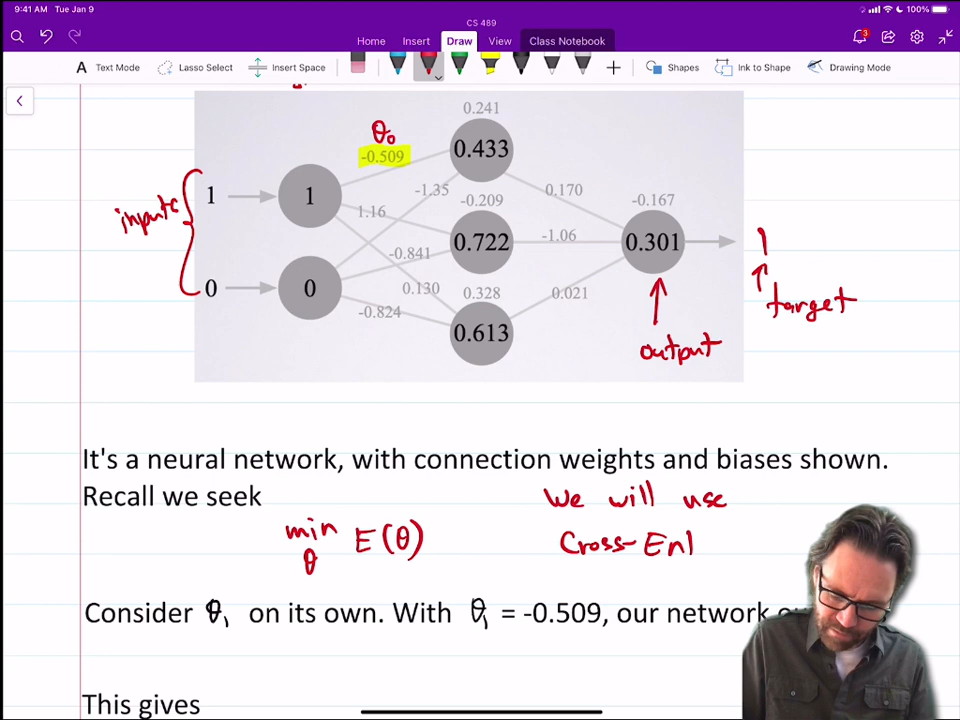 9:41 AM Tue Jan 9
100%
CS 489
Home Insert Draw View Class Notebook
3
A Text Mode Lasso Select Insert Space Shapes Ink to Shape Drawing Mode
0.241
θ₀
-0.509
0.433
-1.35
0.170
inputs
1
1
1.16
-0.209
-0.167
0.722
-1.06
0.301
1
-0.841
0
0
0.130
0.328
0.021
target
-0.824
0.613
output
It's a neural network, with connection weights and biases shown.
Recall we seek
We will use
min E(θ)
θ
Cross-En
Consider θ₁ on its own. With θ₁ = -0.509, our network
This gives